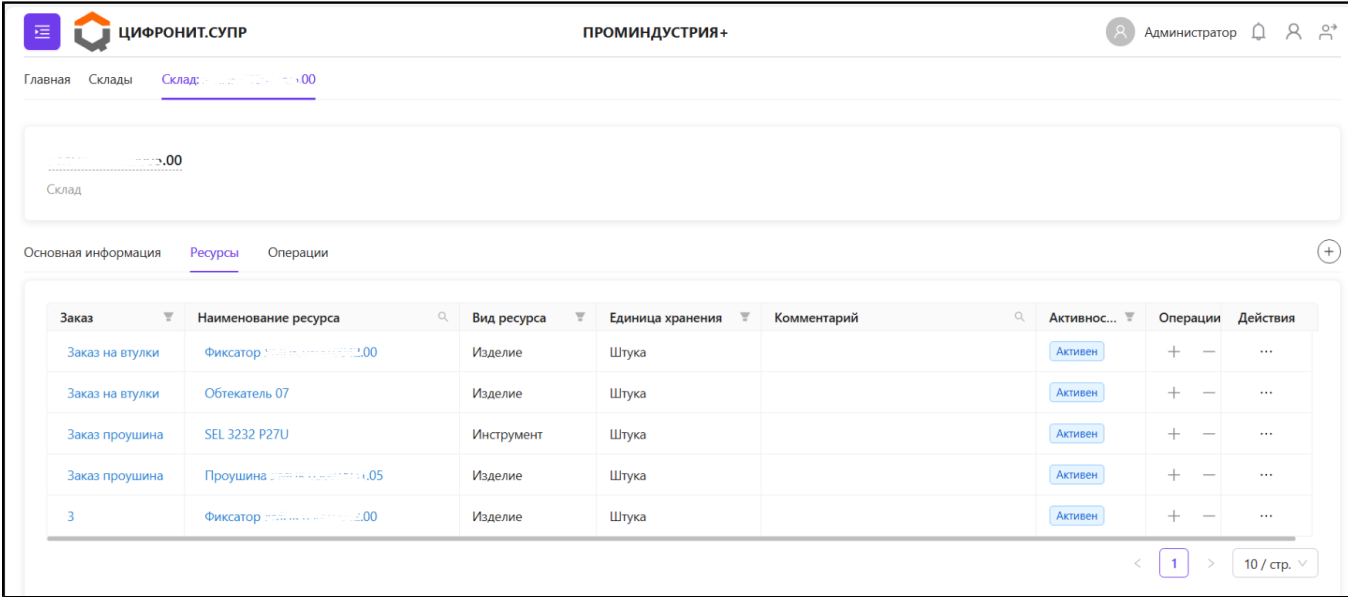 ЦИФРОНИТ.СУПР ПРОМИНДУСТРИЯ+ Администратор
Главная Склады Склад: .00
.00
Склад
Основная информация Ресурсы Операции
Заказ Наименование ресурса Вид ресурса Единица хранения Комментарий Активнос... Операции Действия
Заказ на втулки Фиксатор .00 Изделие Штука Активен + — ...
Заказ на втулки Обтекатель 07 Изделие Штука Активен + — ...
Заказ проушина SEL 3232 P27U Инструмент Штука Активен + — ...
Заказ проушина Проушина .05 Изделие Штука Активен + — ...
3 Фиксатор .00 Изделие Штука Активен + — ...
< 1 > 10 / стр.